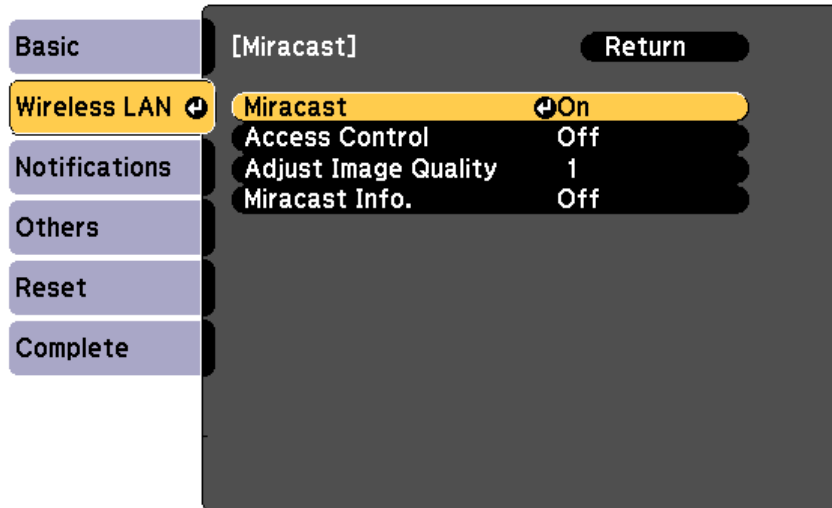 Basic
Wireless LAN
Notifications
Others
Reset
Complete
[Miracast] Return
Miracast On
Access Control Off
Adjust Image Quality 1
Miracast Info. Off